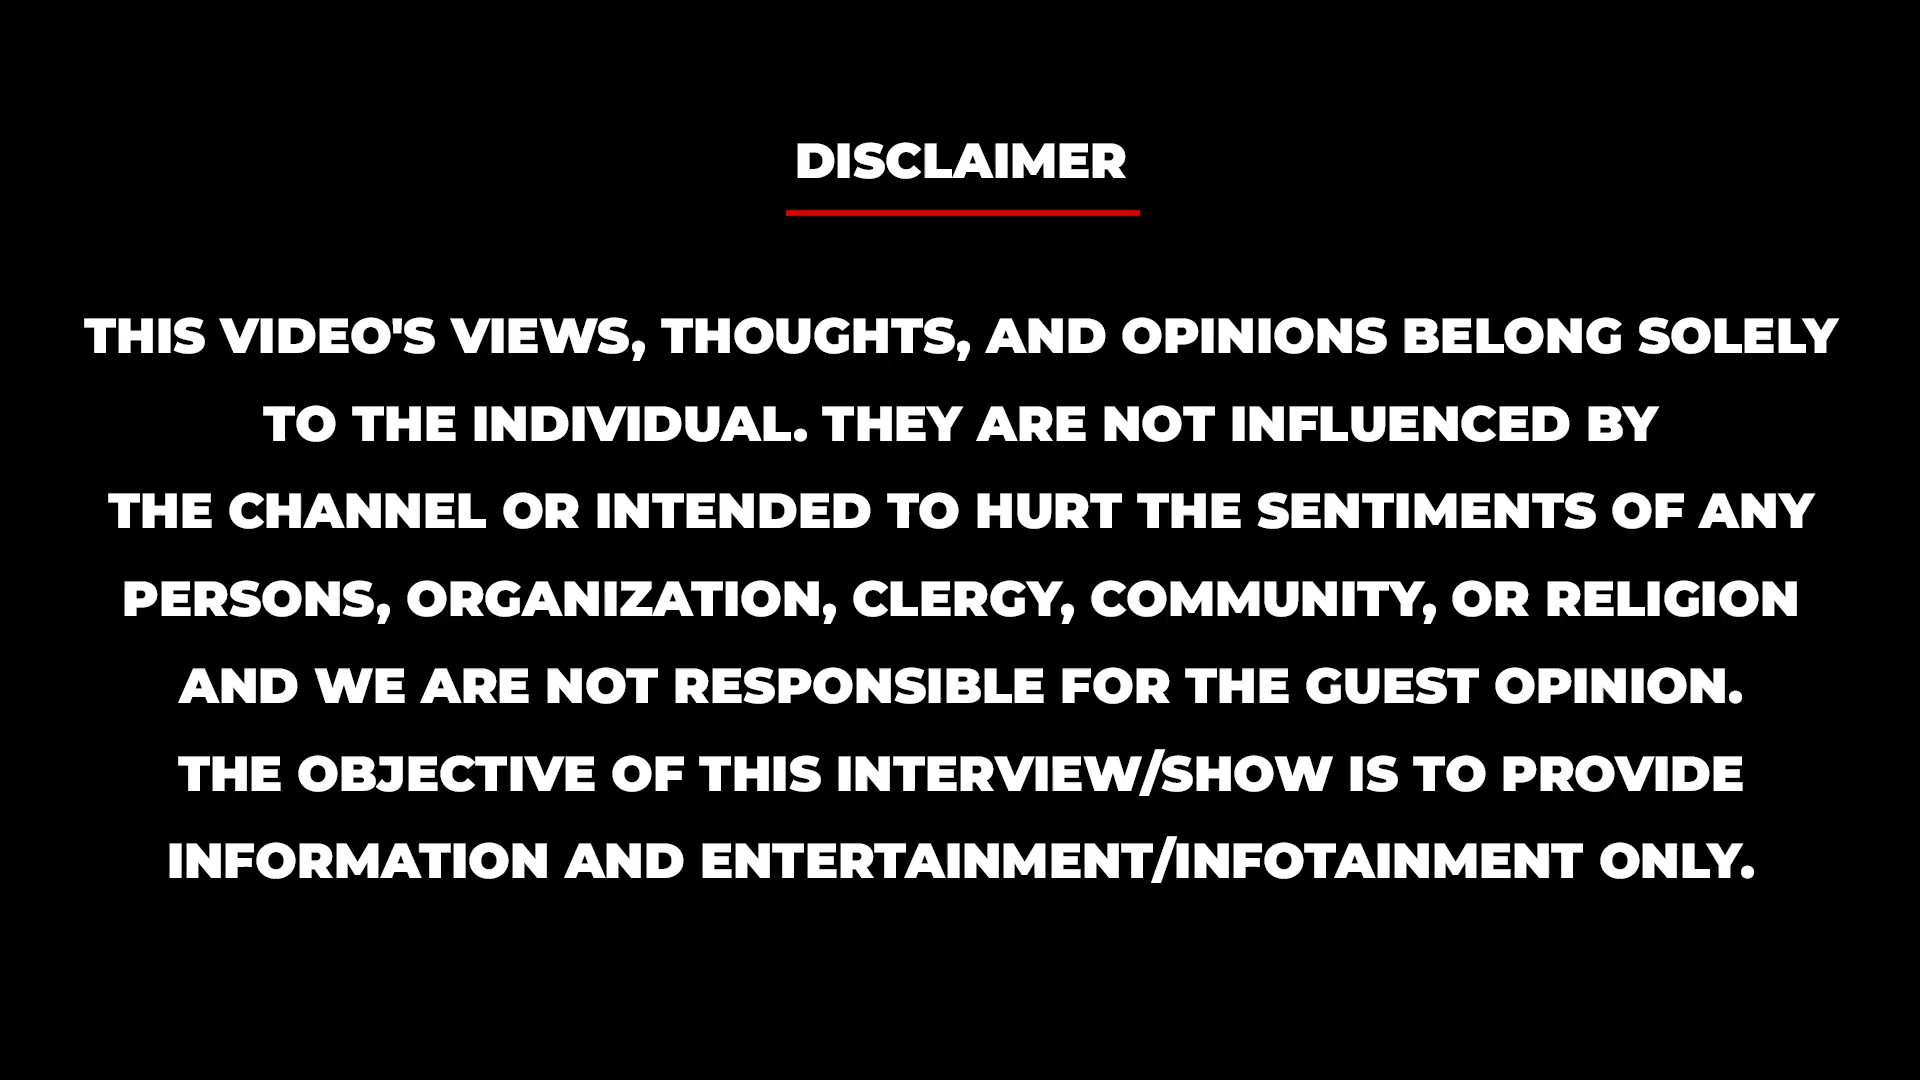 DISCLAIMER
THIS VIDEO'S VIEWS, THOUGHTS, AND OPINIONS BELONG SOLELY
TO THE INDIVIDUAL. THEY ARE NOT INFLUENCED BY
THE CHANNEL OR INTENDED TO HURT THE SENTIMENTS OF ANY
PERSONS, ORGANIZATION, CLERGY, COMMUNITY, OR RELIGION
AND WE ARE NOT RESPONSIBLE FOR THE GUEST OPINION.
THE OBJECTIVE OF THIS INTERVIEW/SHOW IS TO PROVIDE
INFORMATION AND ENTERTAINMENT/INFOTAINMENT ONLY.